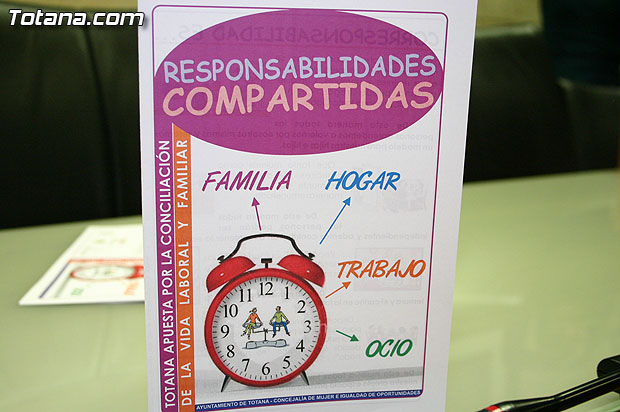 Totana.com
RESPONSABILIDADES
COMPARTIDAS
TOTANA APUESTA POR LA CONCILIACIÓN
DE LA VIDA LABORAL Y FAMILIAR
FAMILIA
HOGAR
TRABAJO
OCIO
12
1
2
3
4
5
6
7
8
9
10
11
AYUNTAMIENTO DE TOTANA - CONCEJALÍA DE MUJER E IGUALDAD DE OPORTUNIDADES